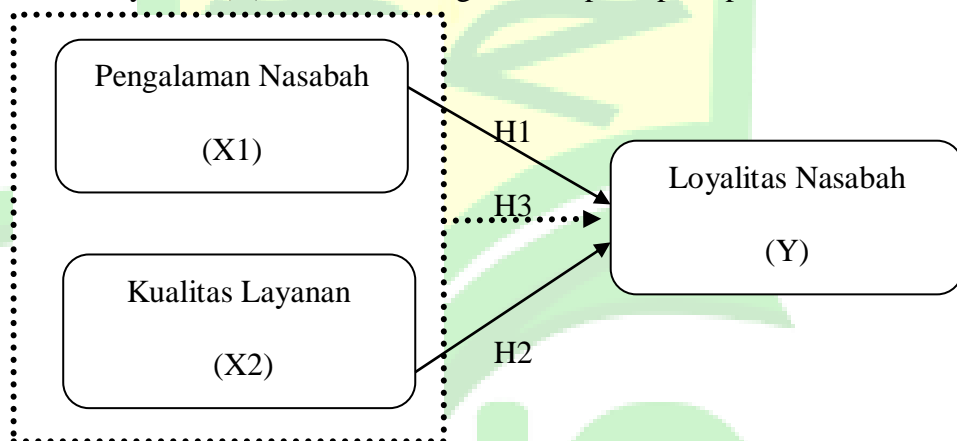 Pengalaman Nasabah
(X1)
H1
Loyalitas Nasabah
(Y)
H3
Kualitas Layanan
(X2)
H2